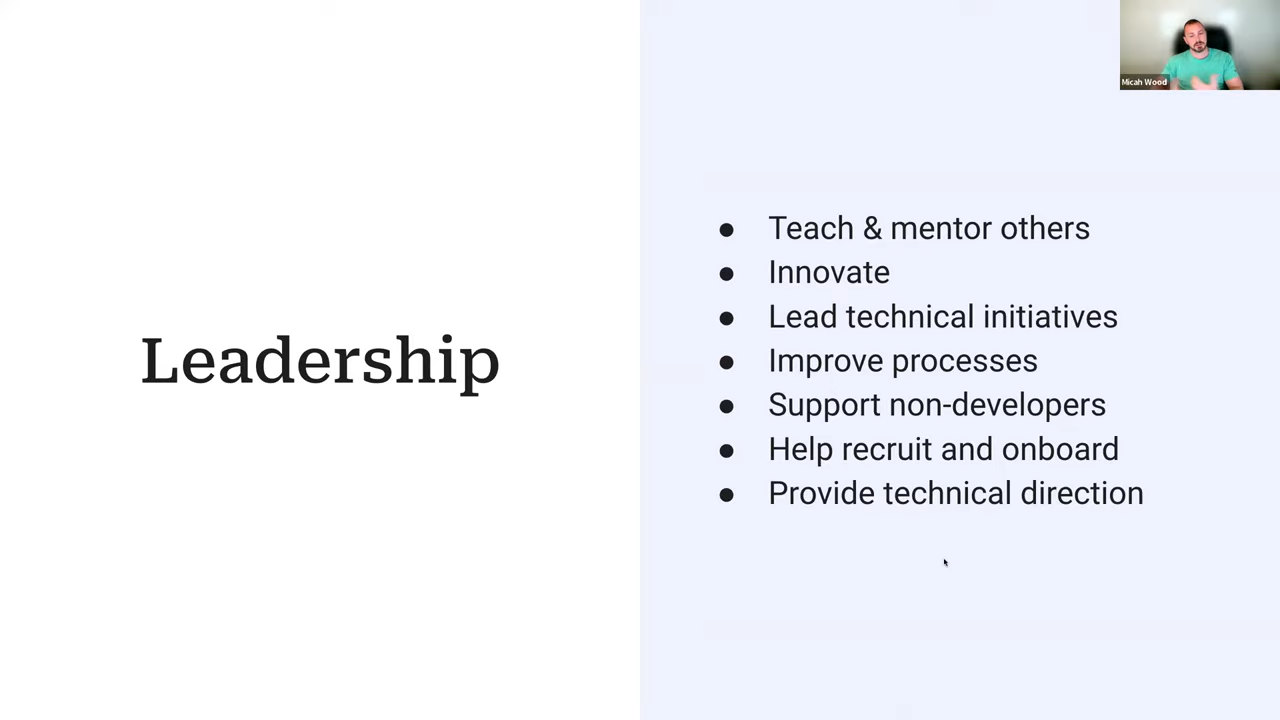 Micah Wood
Leadership
● Teach & mentor others
● Innovate
● Lead technical initiatives
● Improve processes
● Support non-developers
● Help recruit and onboard
● Provide technical direction